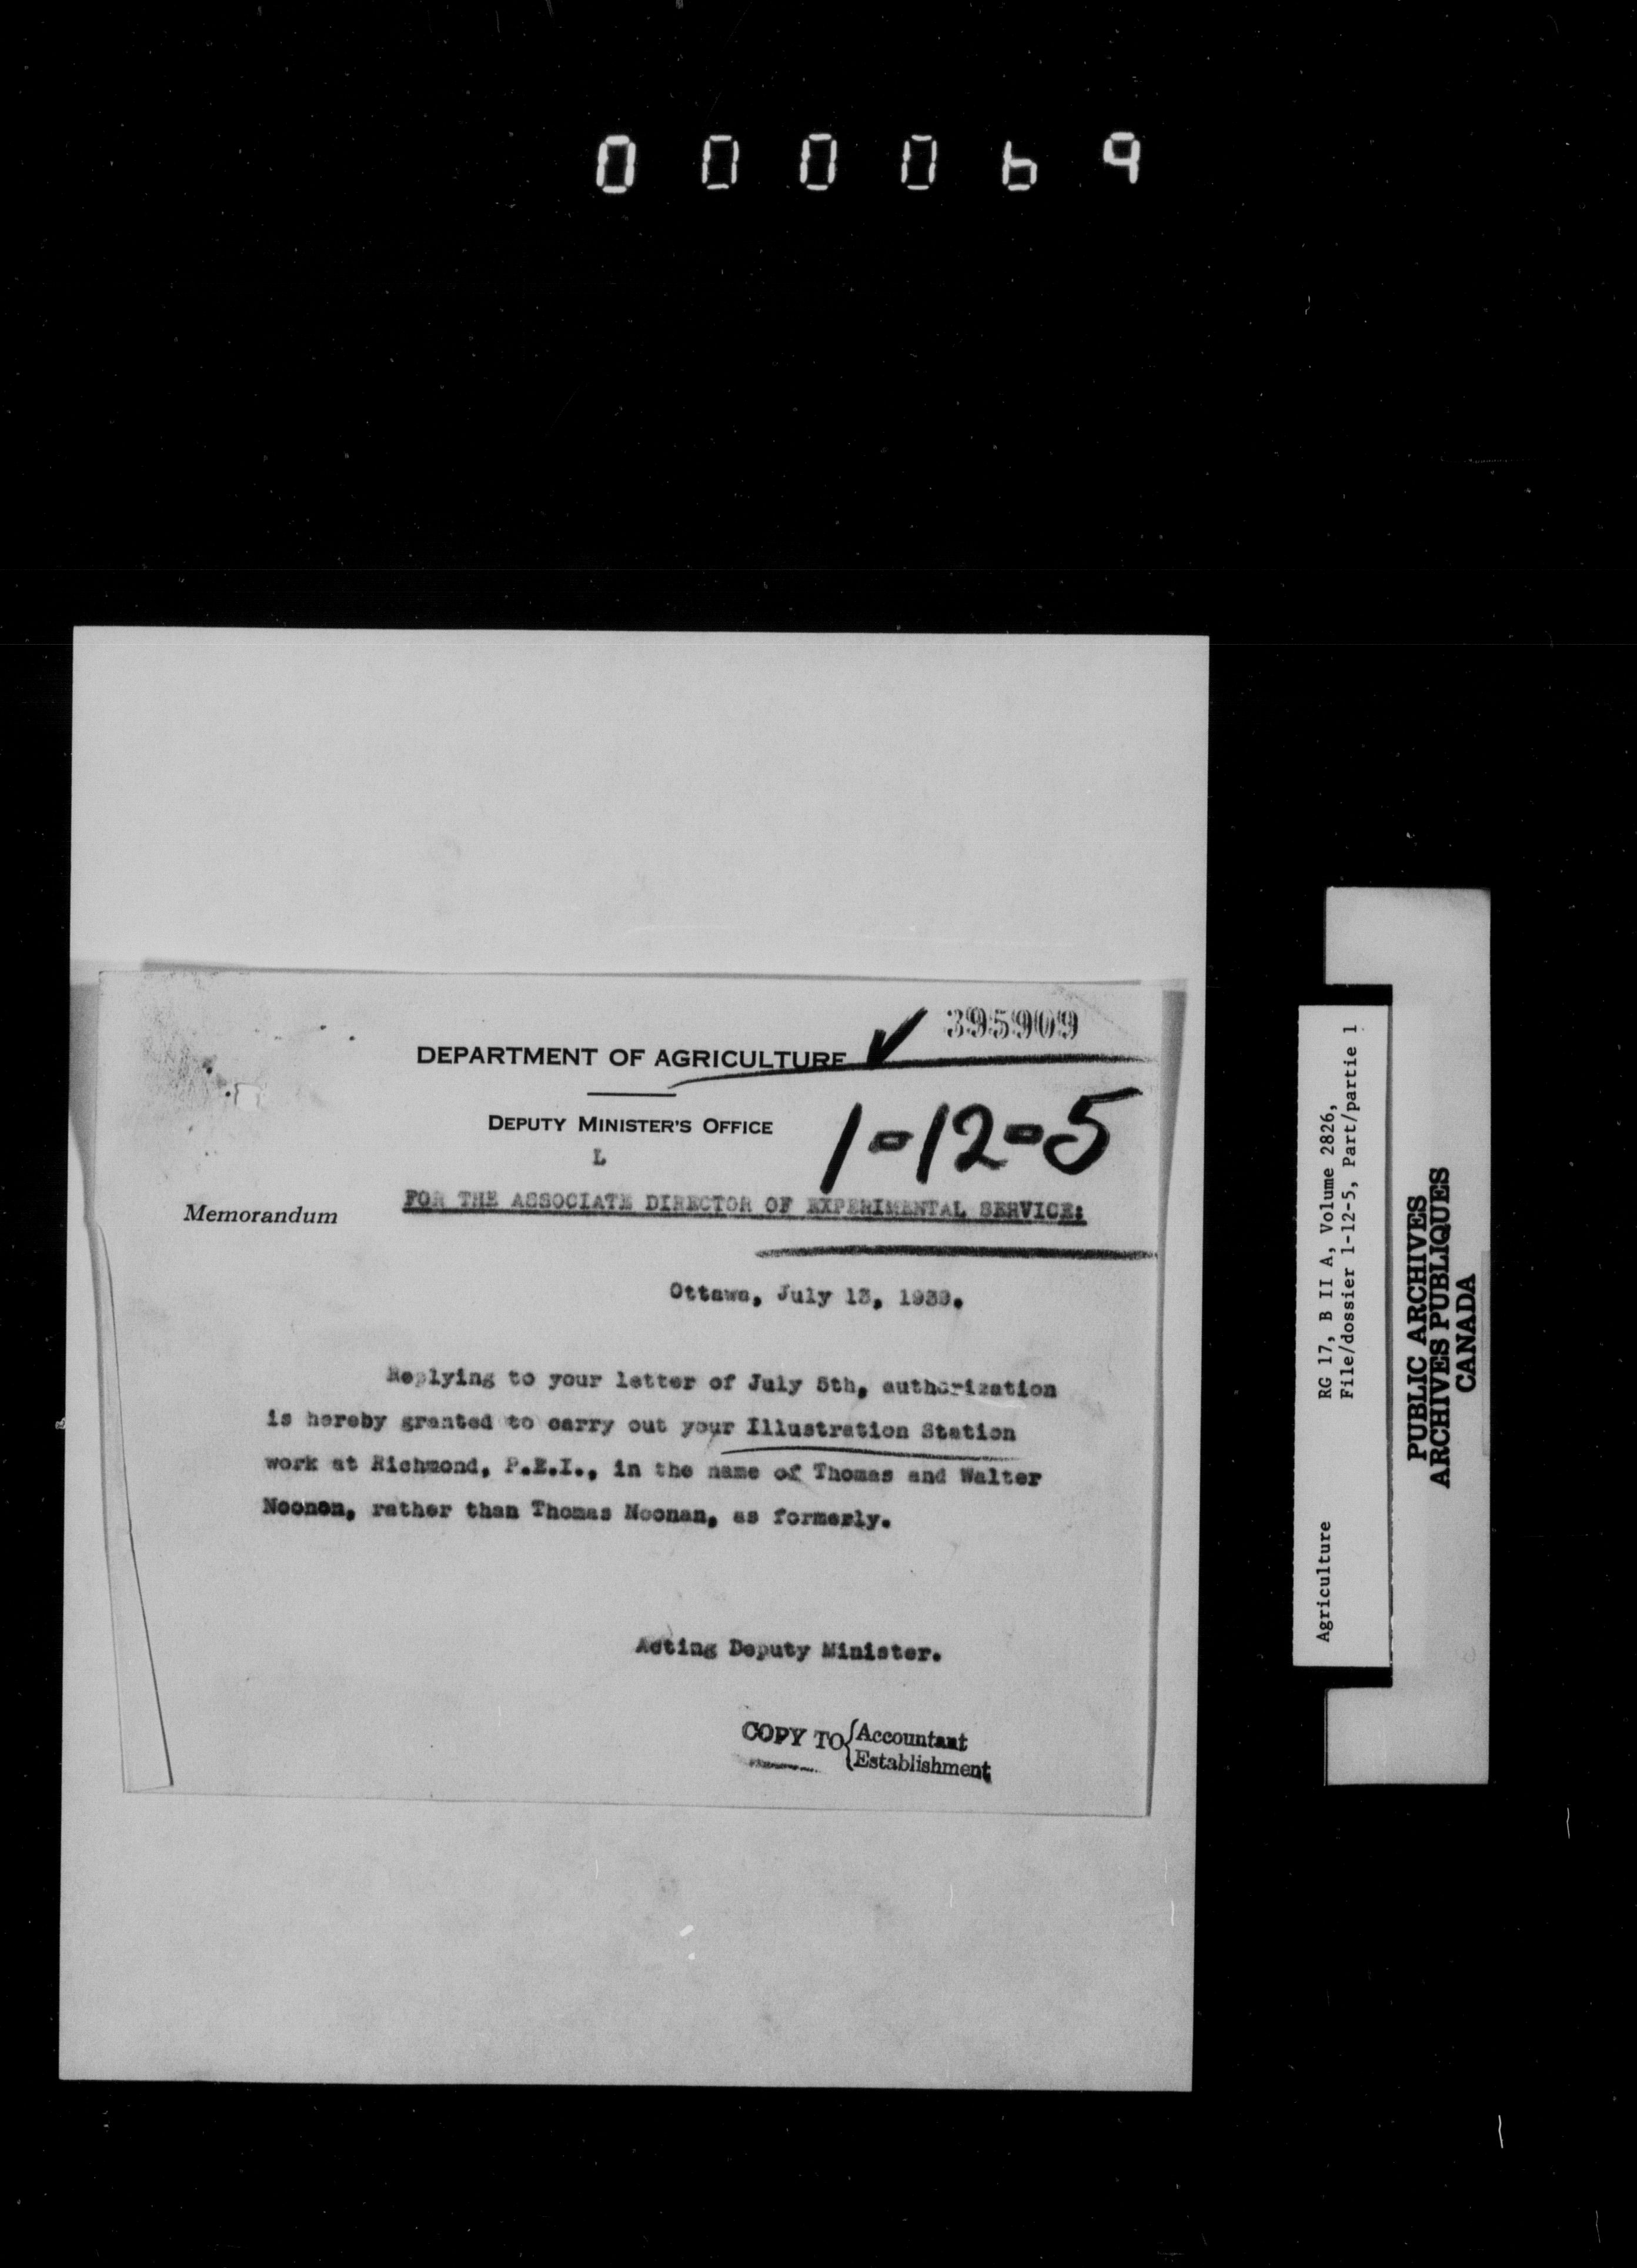 000069
395909
DEPARTMENT OF AGRICULTURE
DEPUTY MINISTER'S OFFICE
1-12-5
L
Memorandum
FOR THE ASSOCIATE DIRECTOR OF EXPERIMENTAL SERVICE:
Ottawa, July 13, 1939.
Replying to your letter of July 5th, authorization
is hereby granted to carry out your Illustration Station
work at Richmond, P.E.I., in the name of Thomas and Walter
Noonan, rather than Thomas Noonan, as formerly.
Acting Deputy Minister.
COPY TO { Accountant
Establishment
Agriculture RG 17, B II A, Volume 2826,
File/dossier 1-12-5, Part/partie 1
PUBLIC ARCHIVES
ARCHIVES PUBLIQUES
CANADA